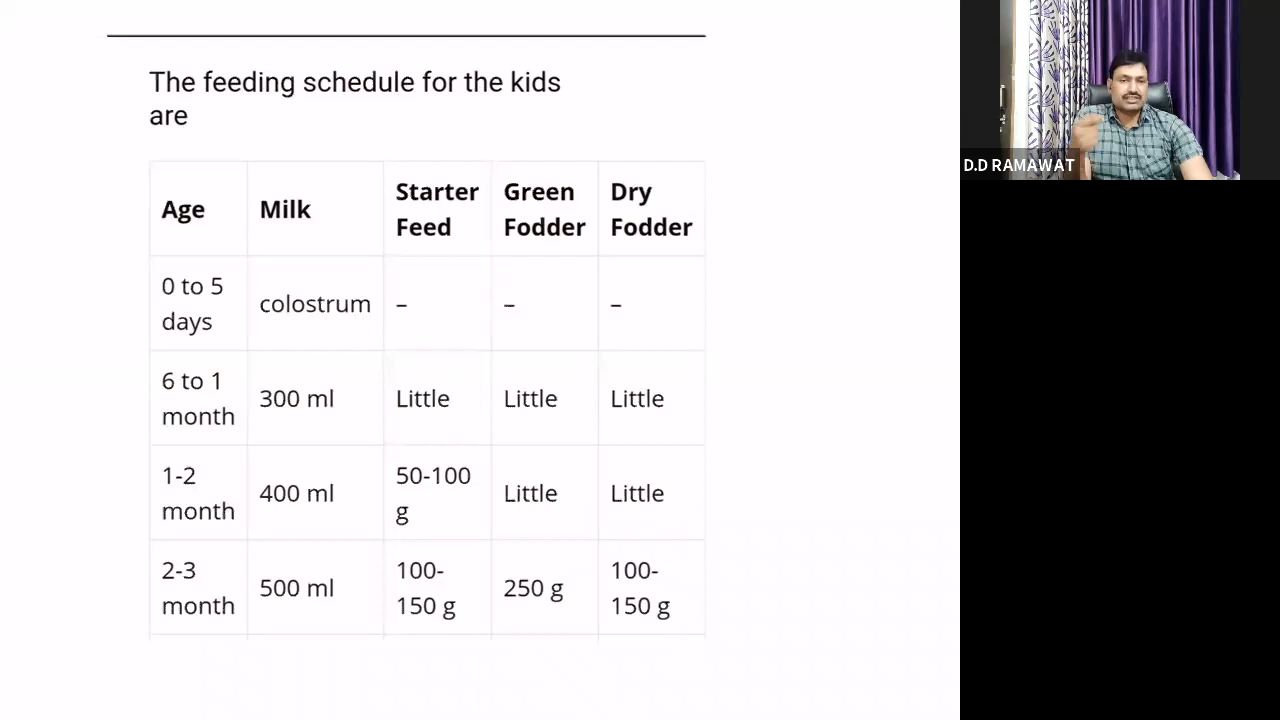 The feeding schedule for the kids
are
Age
Milk
Starter
Feed
Green
Fodder
Dry
Fodder
0 to 5
days
colostrum
–
–
–
6 to 1
month
300 ml
Little
Little
Little
1-2
month
400 ml
50-100
g
Little
Little
2-3
month
500 ml
100-
150 g
250 g
100-
150 g
D.D RAMAWAT